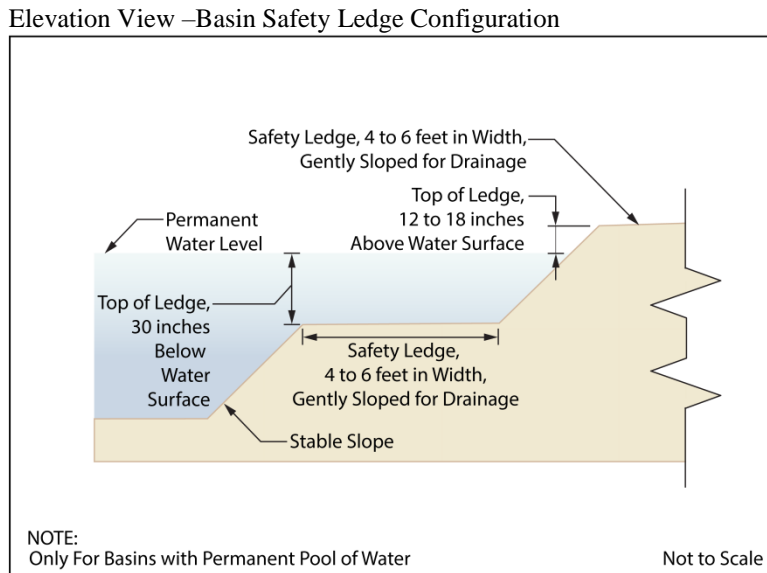 Elevation View –Basin Safety Ledge Configuration
Safety Ledge, 4 to 6 feet in Width,
Gently Sloped for Drainage
Top of Ledge,
12 to 18 inches
Above Water Surface
Permanent
Water Level
Top of Ledge,
30 inches
Below
Water
Surface
Safety Ledge,
4 to 6 feet in Width,
Gently Sloped for Drainage
Stable Slope
NOTE:
Only For Basins with Permanent Pool of Water
Not to Scale